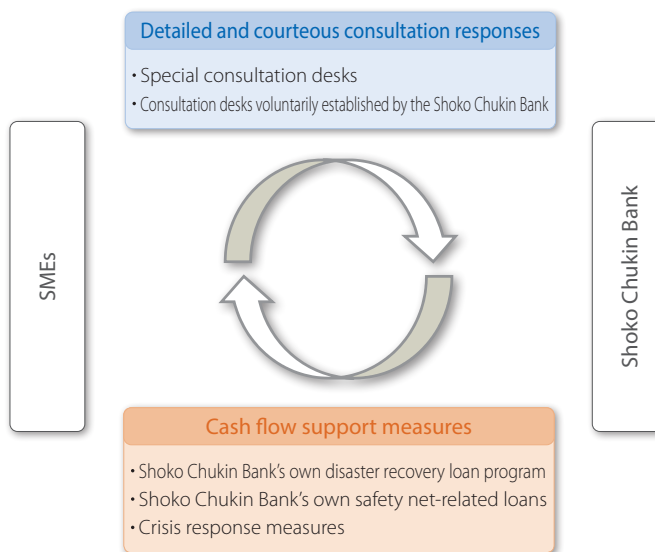 Detailed and courteous consultation responses
・Special consultation desks
・Consultation desks voluntarily established by the Shoko Chukin Bank
SMEs
Shoko Chukin Bank
Cash flow support measures
・Shoko Chukin Bank's own disaster recovery loan program
・Shoko Chukin Bank's own safety net-related loans
・Crisis response measures